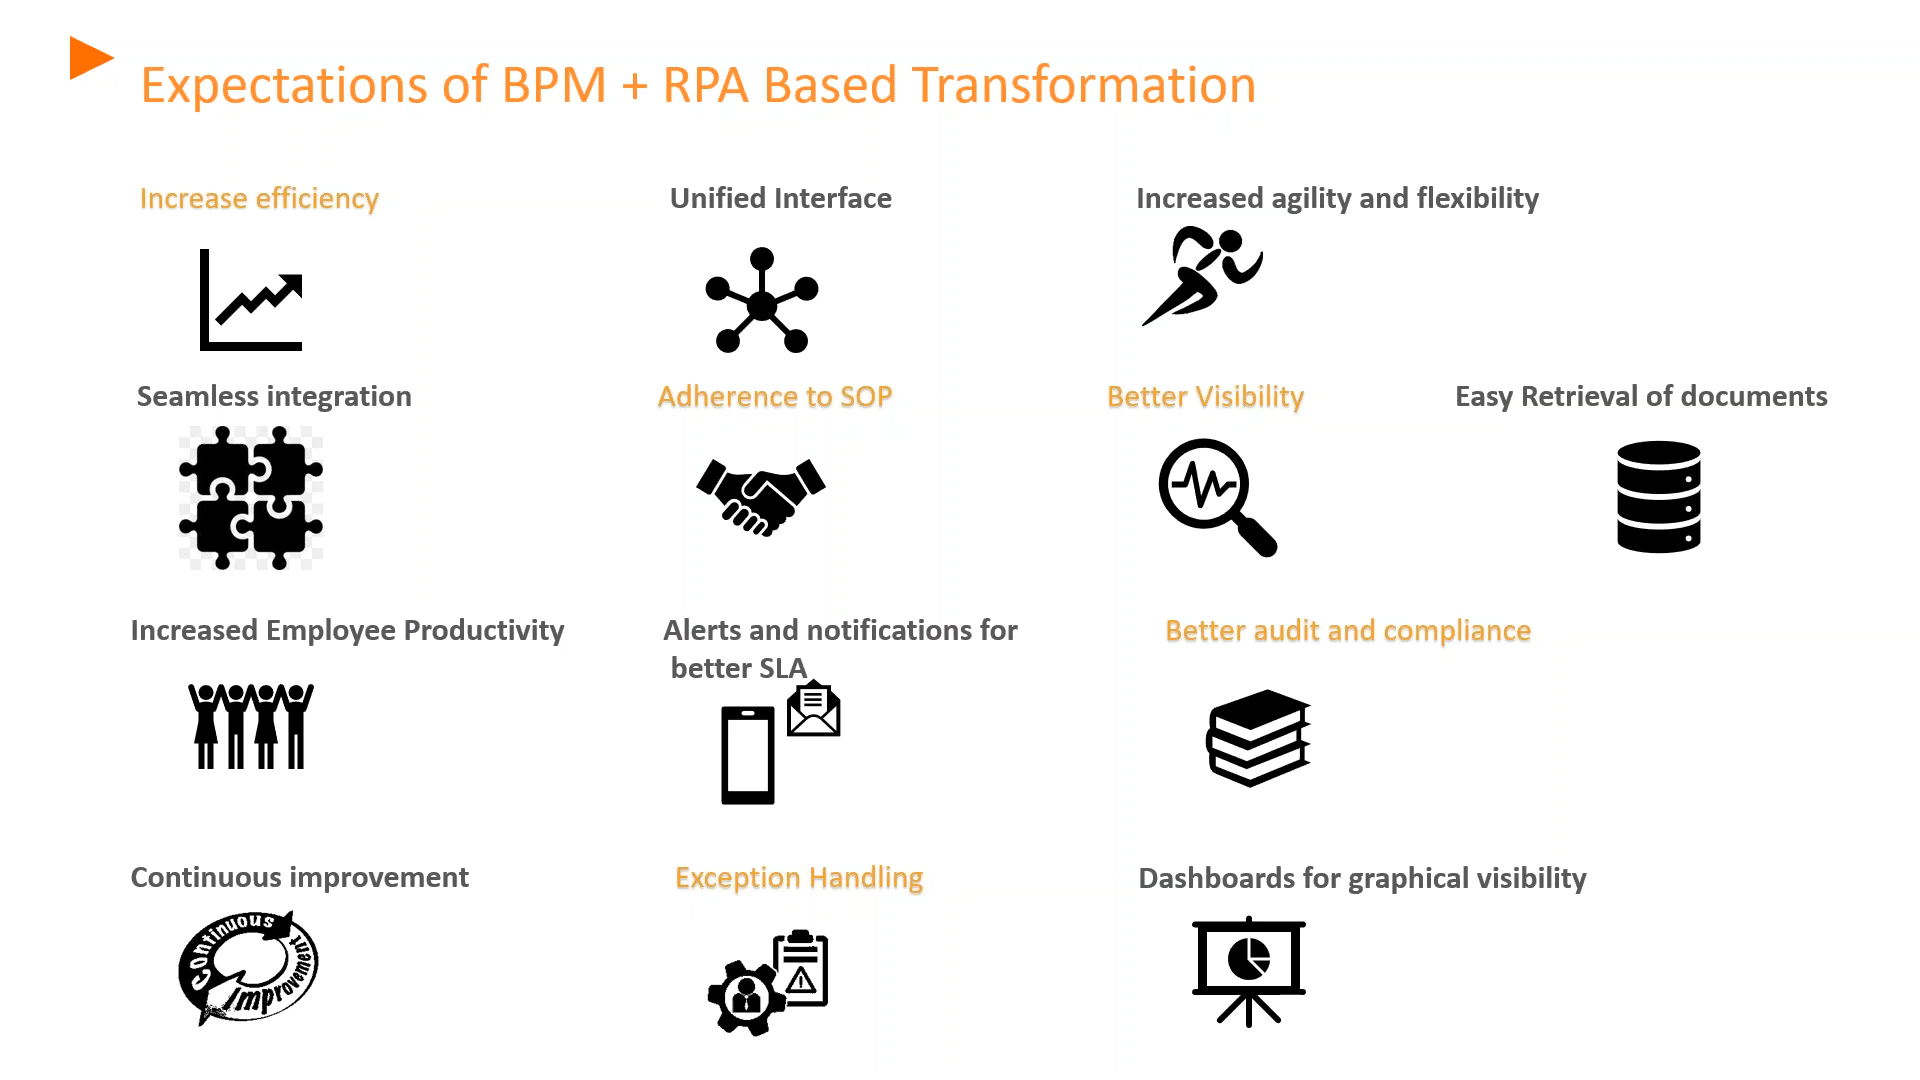 Expectations of BPM + RPA Based Transformation
Increase efficiency
Unified Interface
Increased agility and flexibility
Seamless integration
Adherence to SOP
Better Visibility
Easy Retrieval of documents
Increased Employee Productivity
Alerts and notifications for
better SLA
Better audit and compliance
Continuous improvement
Exception Handling
Dashboards for graphical visibility
Continuous
Improvement